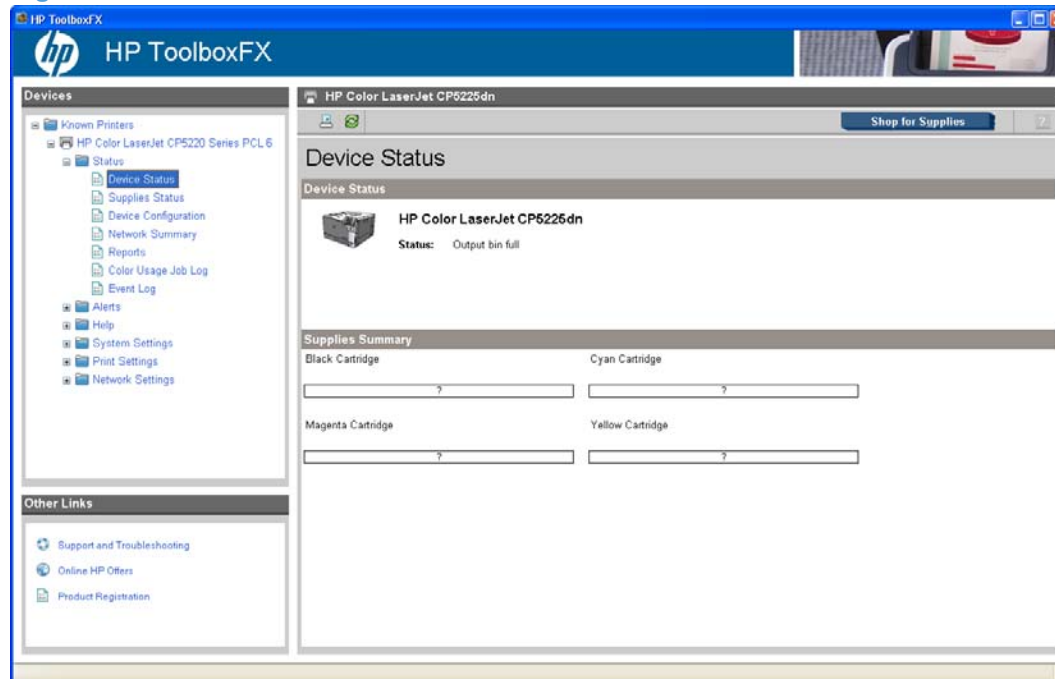 HP ToolboxFX
hp
HP ToolboxFX
Devices
Known Printers
HP Color LaserJet CP5220 Series PCL 6
Status
Device Status
Supplies Status
Device Configuration
Network Summary
Reports
Color Usage Job Log
Event Log
Alerts
Help
System Settings
Print Settings
Network Settings
Other Links
Support and Troubleshooting
Online HP Offers
Product Registration
HP Color LaserJet CP5225dn
Shop for Supplies
?
Device Status
Device Status
HP Color LaserJet CP5225dn
Status: Output bin full
Supplies Summary
Black Cartridge Cyan Cartridge
? ?
Magenta Cartridge Yellow Cartridge
? ?